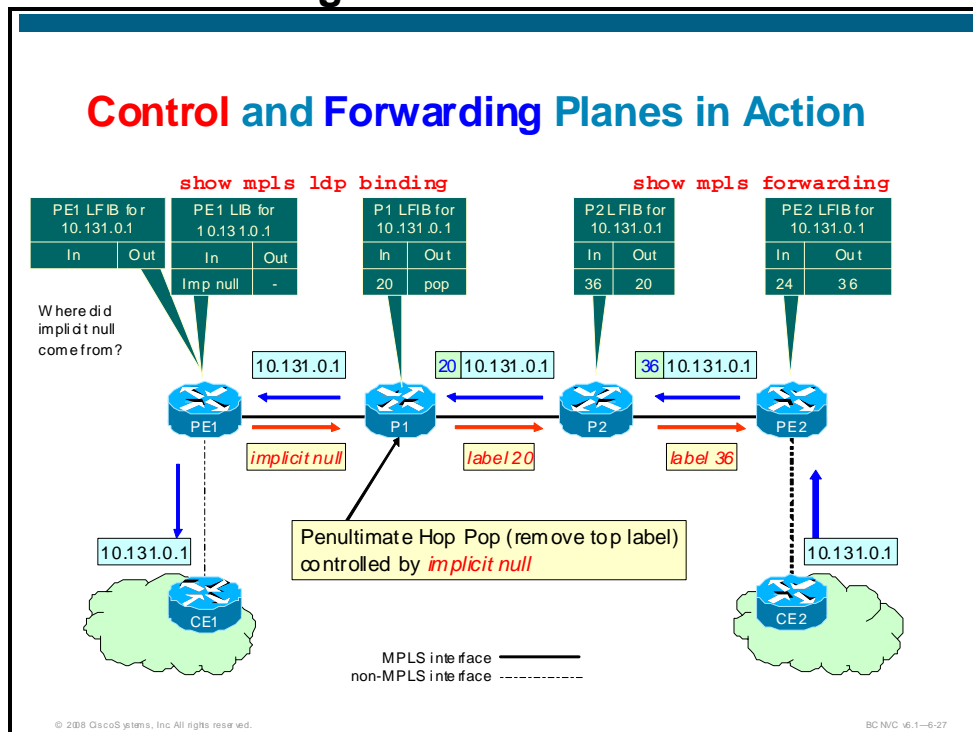 Control and Forwarding Planes in Action
show mpls ldp binding
show mpls forwarding
PE1 LFIB for
10.131.0.1
In Out
PE1 LIB for
10.131.0.1
In Out
Imp null -
P1 LFIB for
10.131.0.1
In Out
20 pop
P2 LFIB for
10.131.0.1
In Out
36 20
PE2 LFIB for
10.131.0.1
In Out
24 36
Where did
implicit null
come from?
10.131.0.1
20 10.131.0.1
36 10.131.0.1
PE1
P1
P2
PE2
implicit null
label 20
label 36
Penultimate Hop Pop (remove top label)
controlled by implicit null
10.131.0.1
10.131.0.1
CE1
CE2
MPLS interface
non-MPLS interface
© 2008 Cisco Systems, Inc. All rights reserved.
BCNVC v6.1—6-27